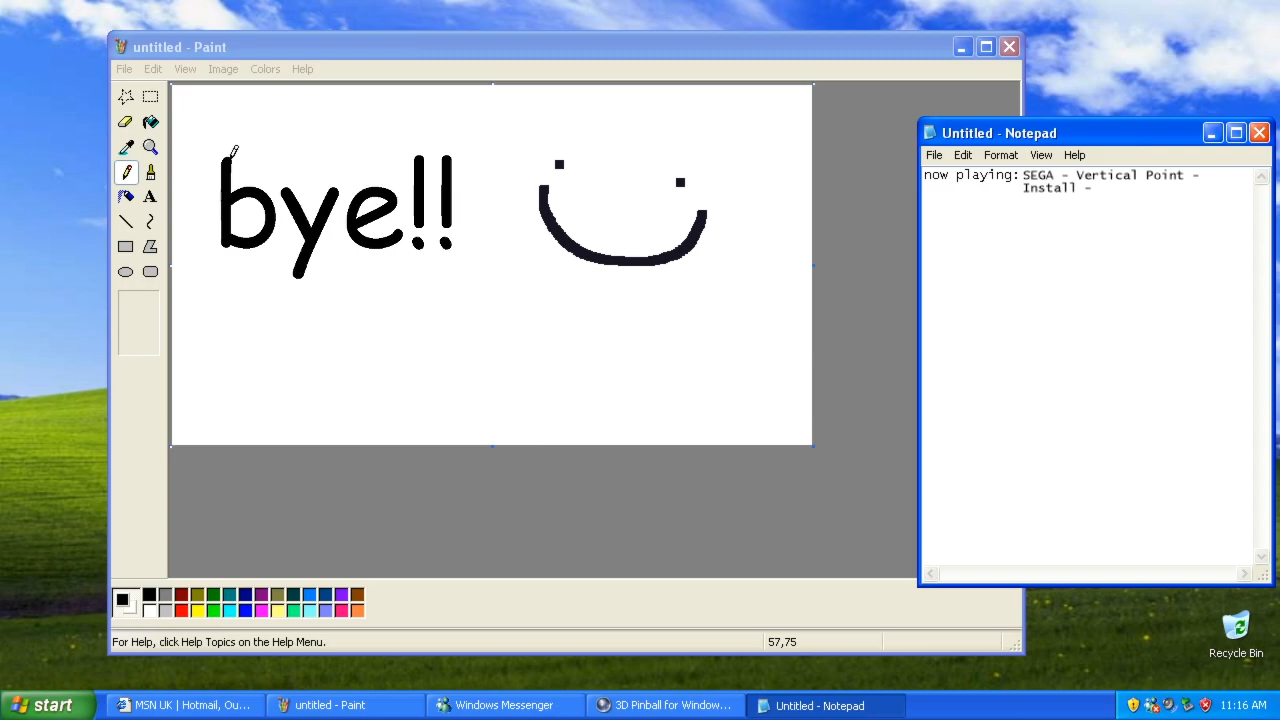 untitled - Paint
File Edit View Image Colors Help
bye!!
Untitled - Notepad
File Edit Format View Help
now playing: SEGA - Vertical Point -
Install -
For Help, click Help Topics on the Help Menu.
57,75
Recycle Bin
start
MSN UK | Hotmail, Ou...
untitled - Paint
Windows Messenger
3D Pinball for Window...
Untitled - Notepad
11:16 AM